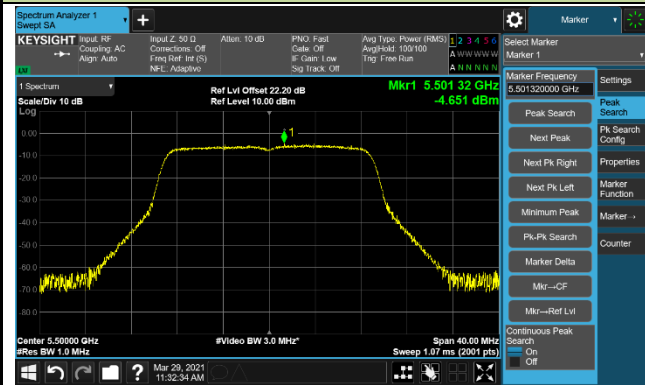 Spectrum Analyzer 1
Swept SA
Marker
KEYSIGHT
Input: RF
Coupling: AC
Align: Auto
Input Z: 50 Ω
Corrections: Off
Freq Ref: Int (S)
NFE: Adaptive
Atten: 10 dB
PNO: Fast
Gate: Off
IF Gain: Low
Sig Track: Off
Avg Type: Power (RMS)
Avg|Hold: 100/100
Trig: Free Run
1 2 3 4 5 6
A W W W W W
A N N N N N
LXI
Select Marker
Marker 1
1 Spectrum
Scale/Div 10 dB
Log
Ref Lvl Offset 22.20 dB
Ref Level 10.00 dBm
Mkr1 5.501 32 GHz
-4.651 dBm
1
0.00
-10.0
-20.0
-30.0
-40.0
-50.0
-60.0
-70.0
-80.0
Center 5.50000 GHz
#Res BW 1.0 MHz
#Video BW 3.0 MHz*
Span 40.00 MHz
Sweep 1.07 ms (2001 pts)
Marker Frequency
5.501320000 GHz
Peak Search
Next Peak
Next Pk Right
Next Pk Left
Minimum Peak
Pk-Pk Search
Marker Delta
Mkr→CF
Mkr→Ref Lvl
Continuous Peak
Search
On
Off
Settings
Peak
Search
Pk Search
Config
Properties
Marker
Function
Marker→
Counter
Mar 29, 2021
11:32:34 AM